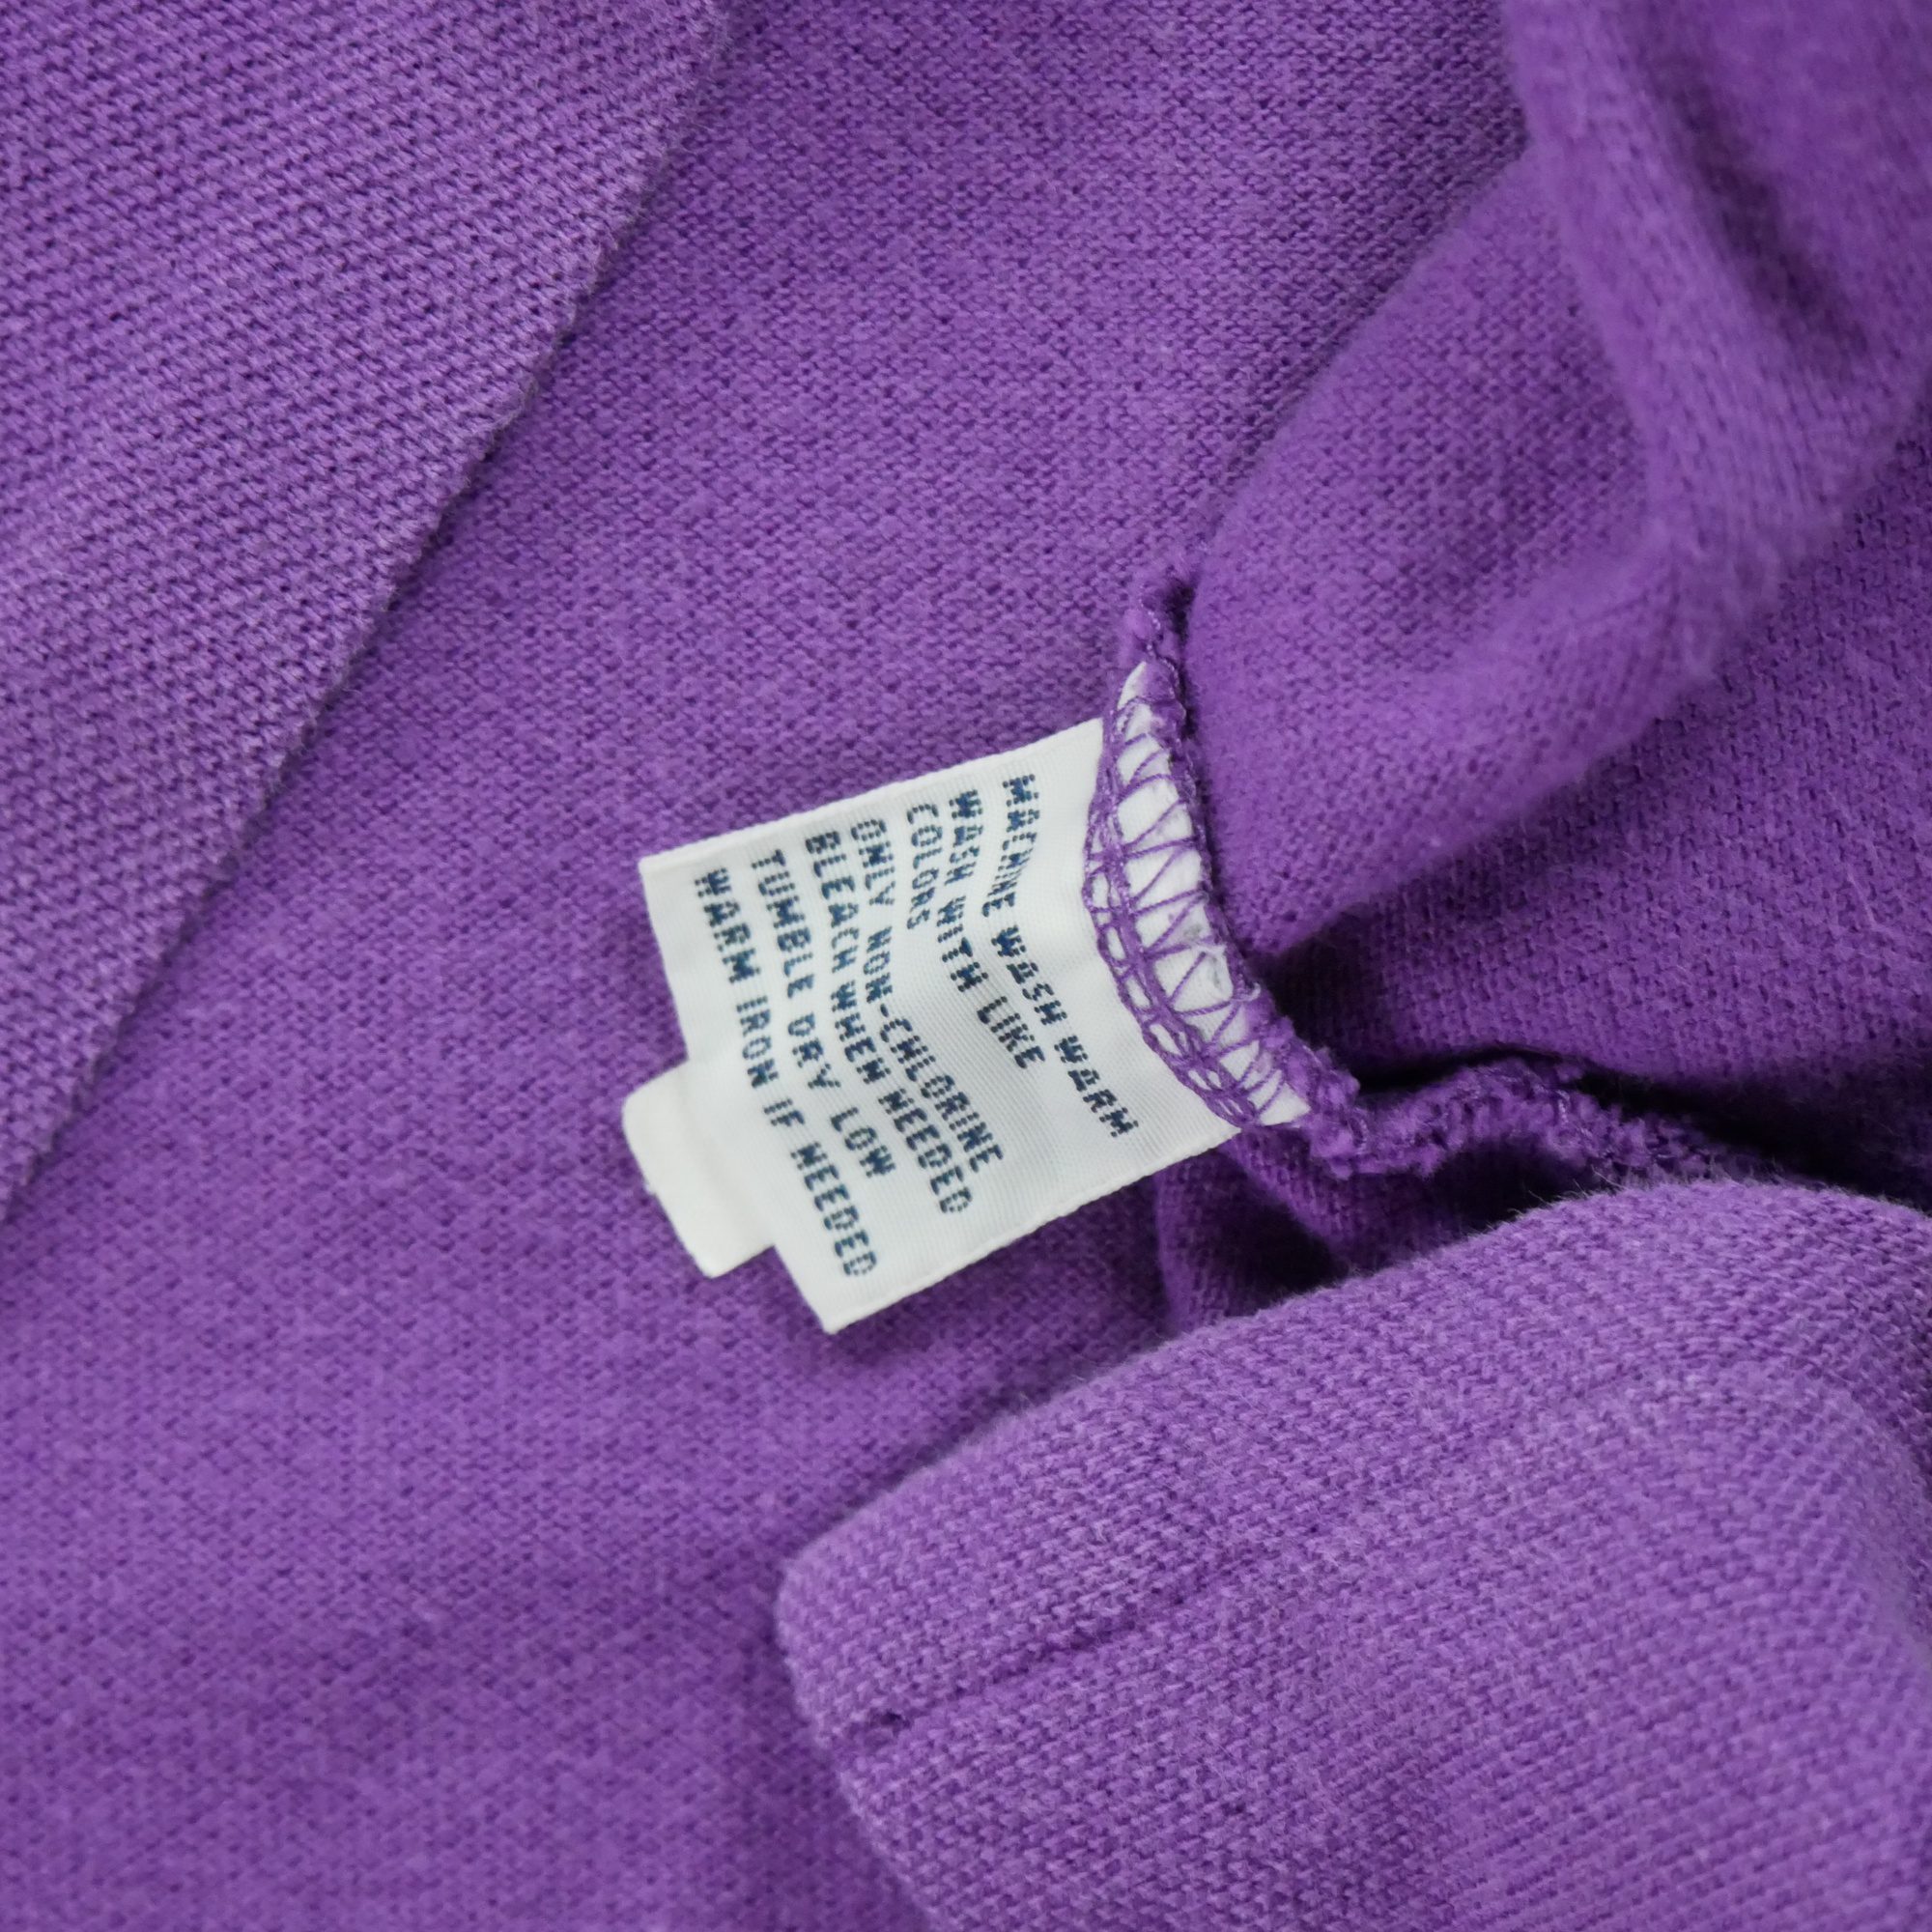 MACHINE WASH WARM
WASH WITH LIKE
COLORS
ONLY NON-CHLORINE
BLEACH WHEN NEEDED
TUMBLE DRY LOW
WARM IRON IF NEEDED